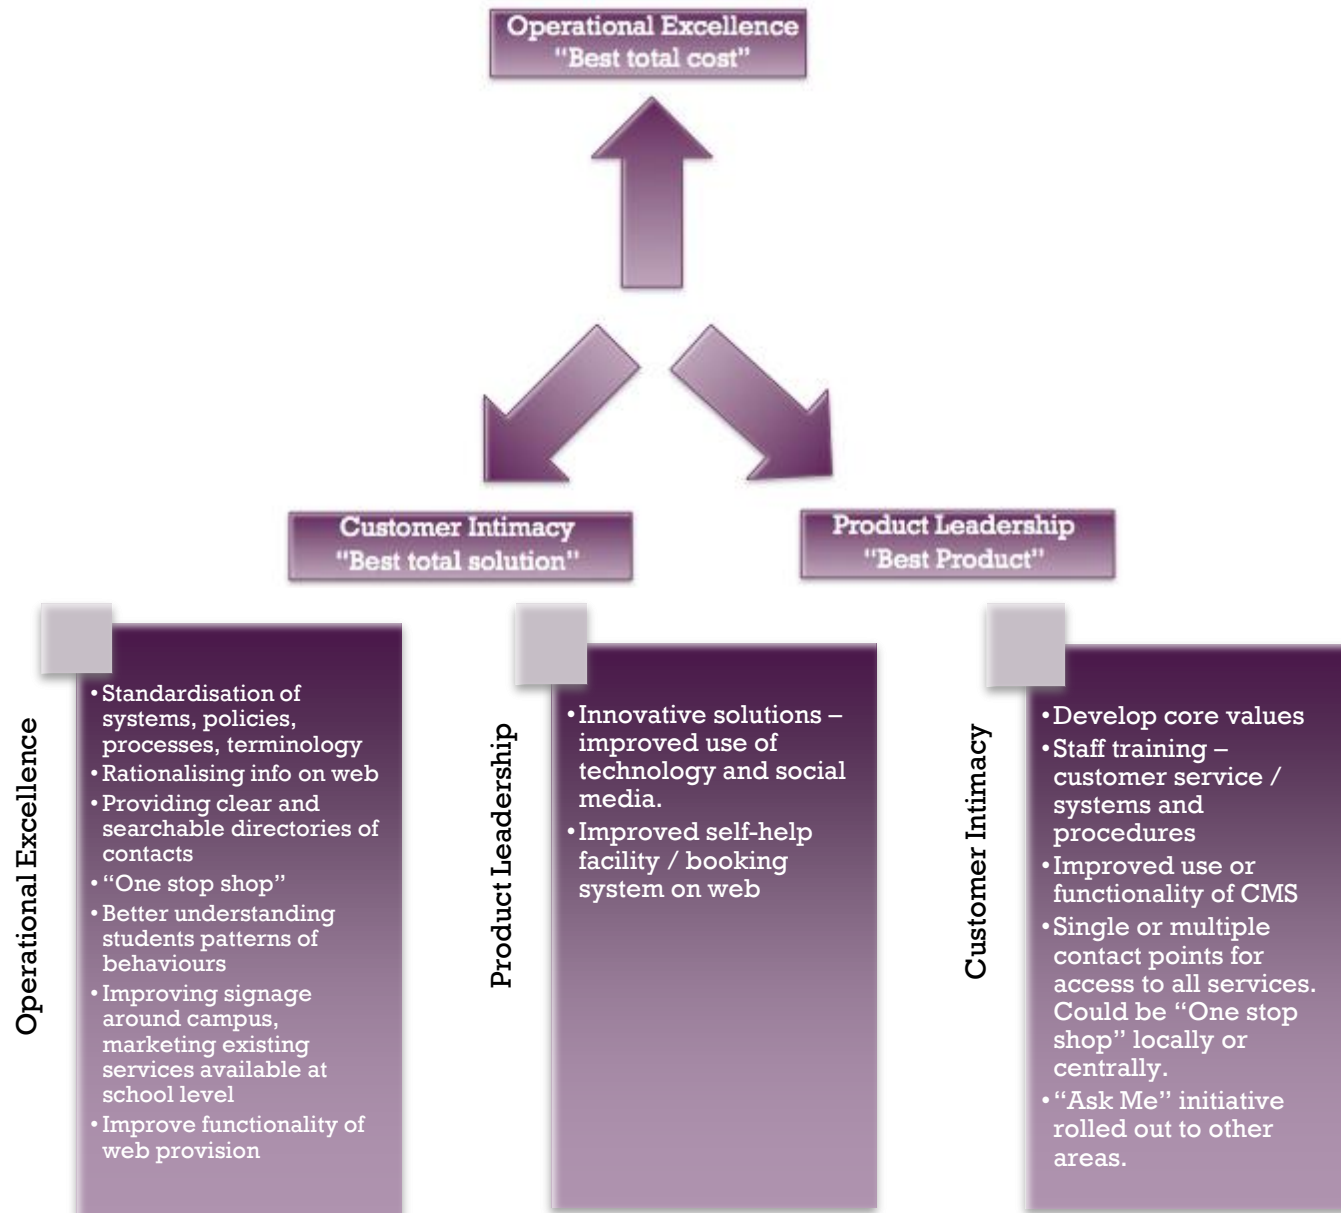 Operational Excellence
“Best total cost”
Customer Intimacy
“Best total solution”
Product Leadership
“Best Product”
Operational Excellence
•Standardisation of
systems, policies,
processes, terminology
•Rationalising info on web
•Providing clear and
searchable directories of
contacts
•“One stop shop”
•Better understanding
students patterns of
behaviours
•Improving signage
around campus,
marketing existing
services available at
school level
•Improve functionality of
web provision
Product Leadership
•Innovative solutions –
improved use of
technology and social
media.
•Improved self-help
facility / booking
system on web
Customer Intimacy
•Develop core values
•Staff training –
customer service /
systems and
procedures
•Improved use or
functionality of CMS
•Single or multiple
contact points for
access to all services.
Could be “One stop
shop” locally or
centrally.
•“Ask Me” initiative
rolled out to other
areas.